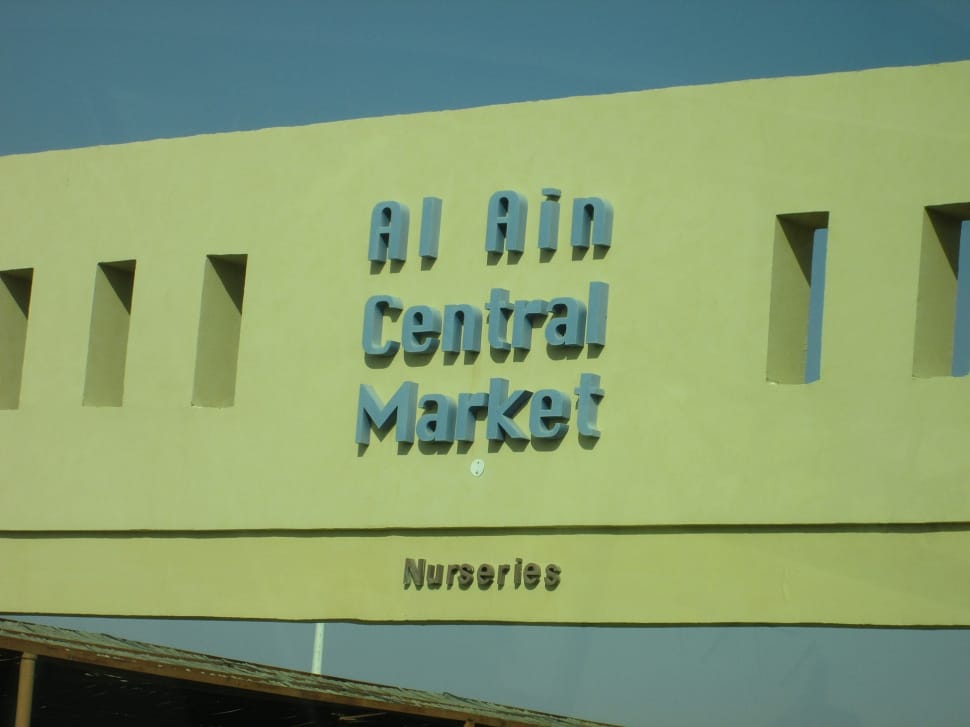 Al Ain
Central
Market
Nurseries